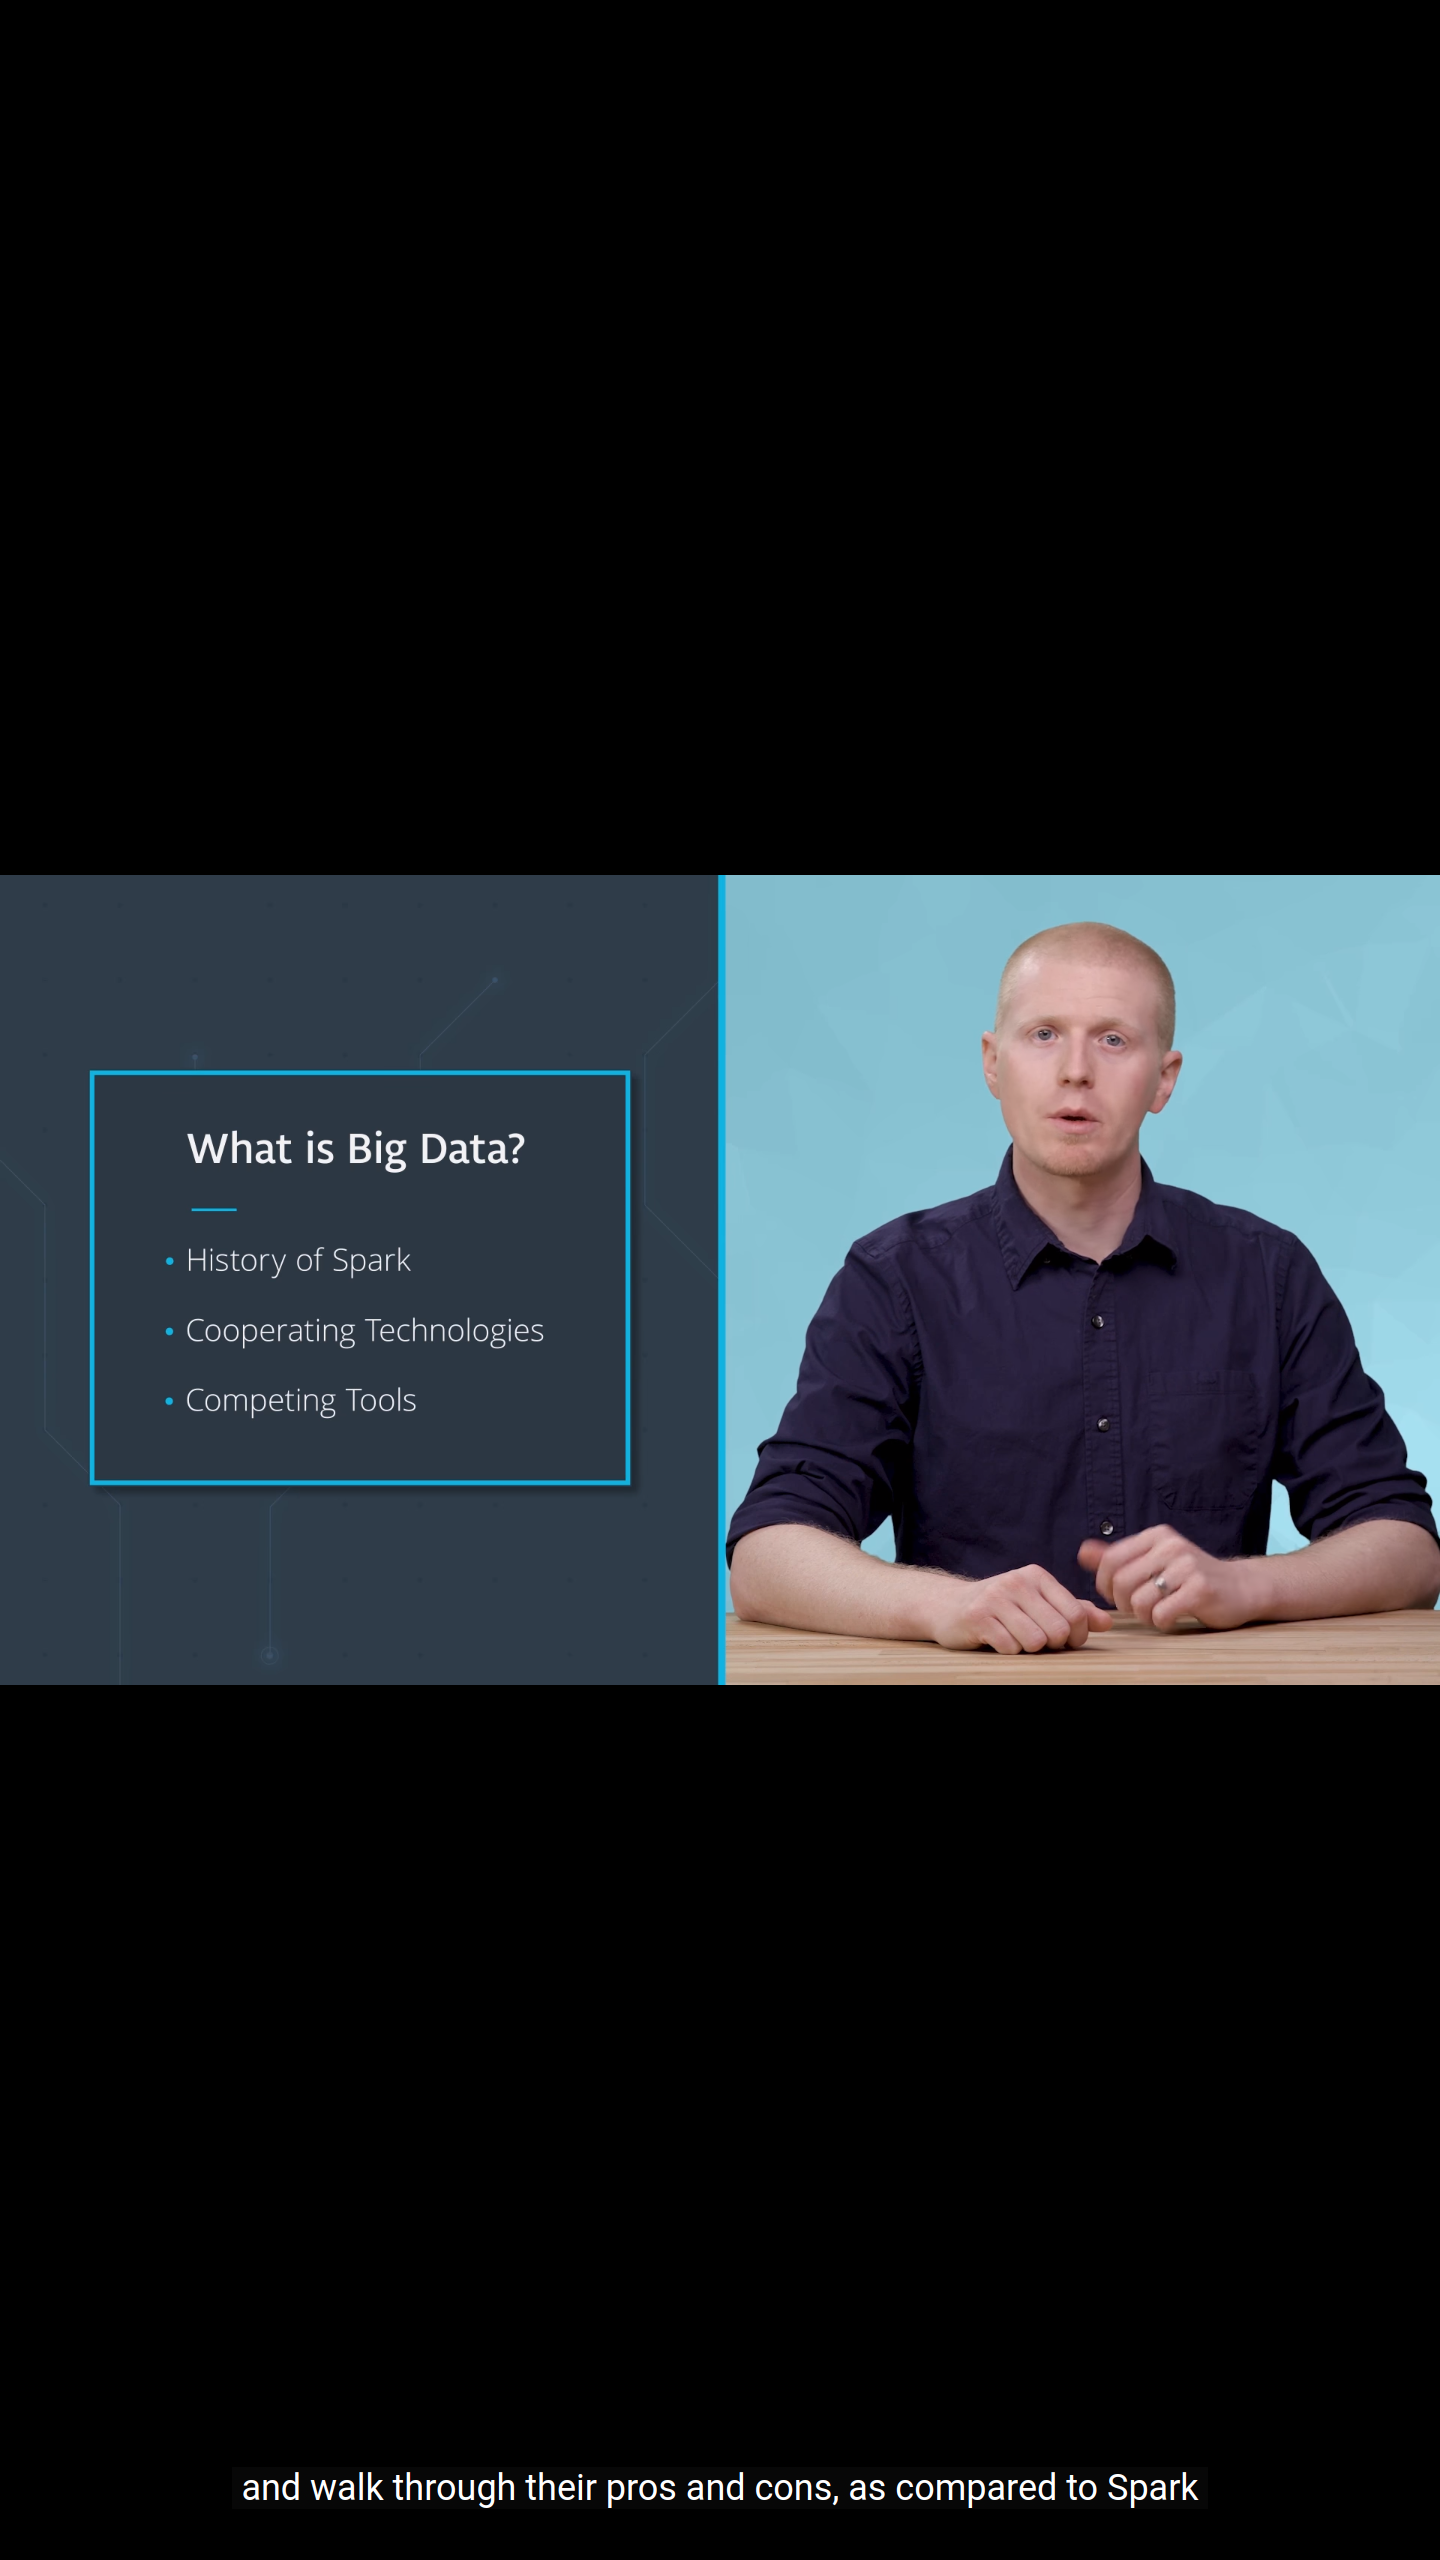 What is Big Data?
• History of Spark
• Cooperating Technologies
• Competing Tools
and walk through their pros and cons, as compared to Spark